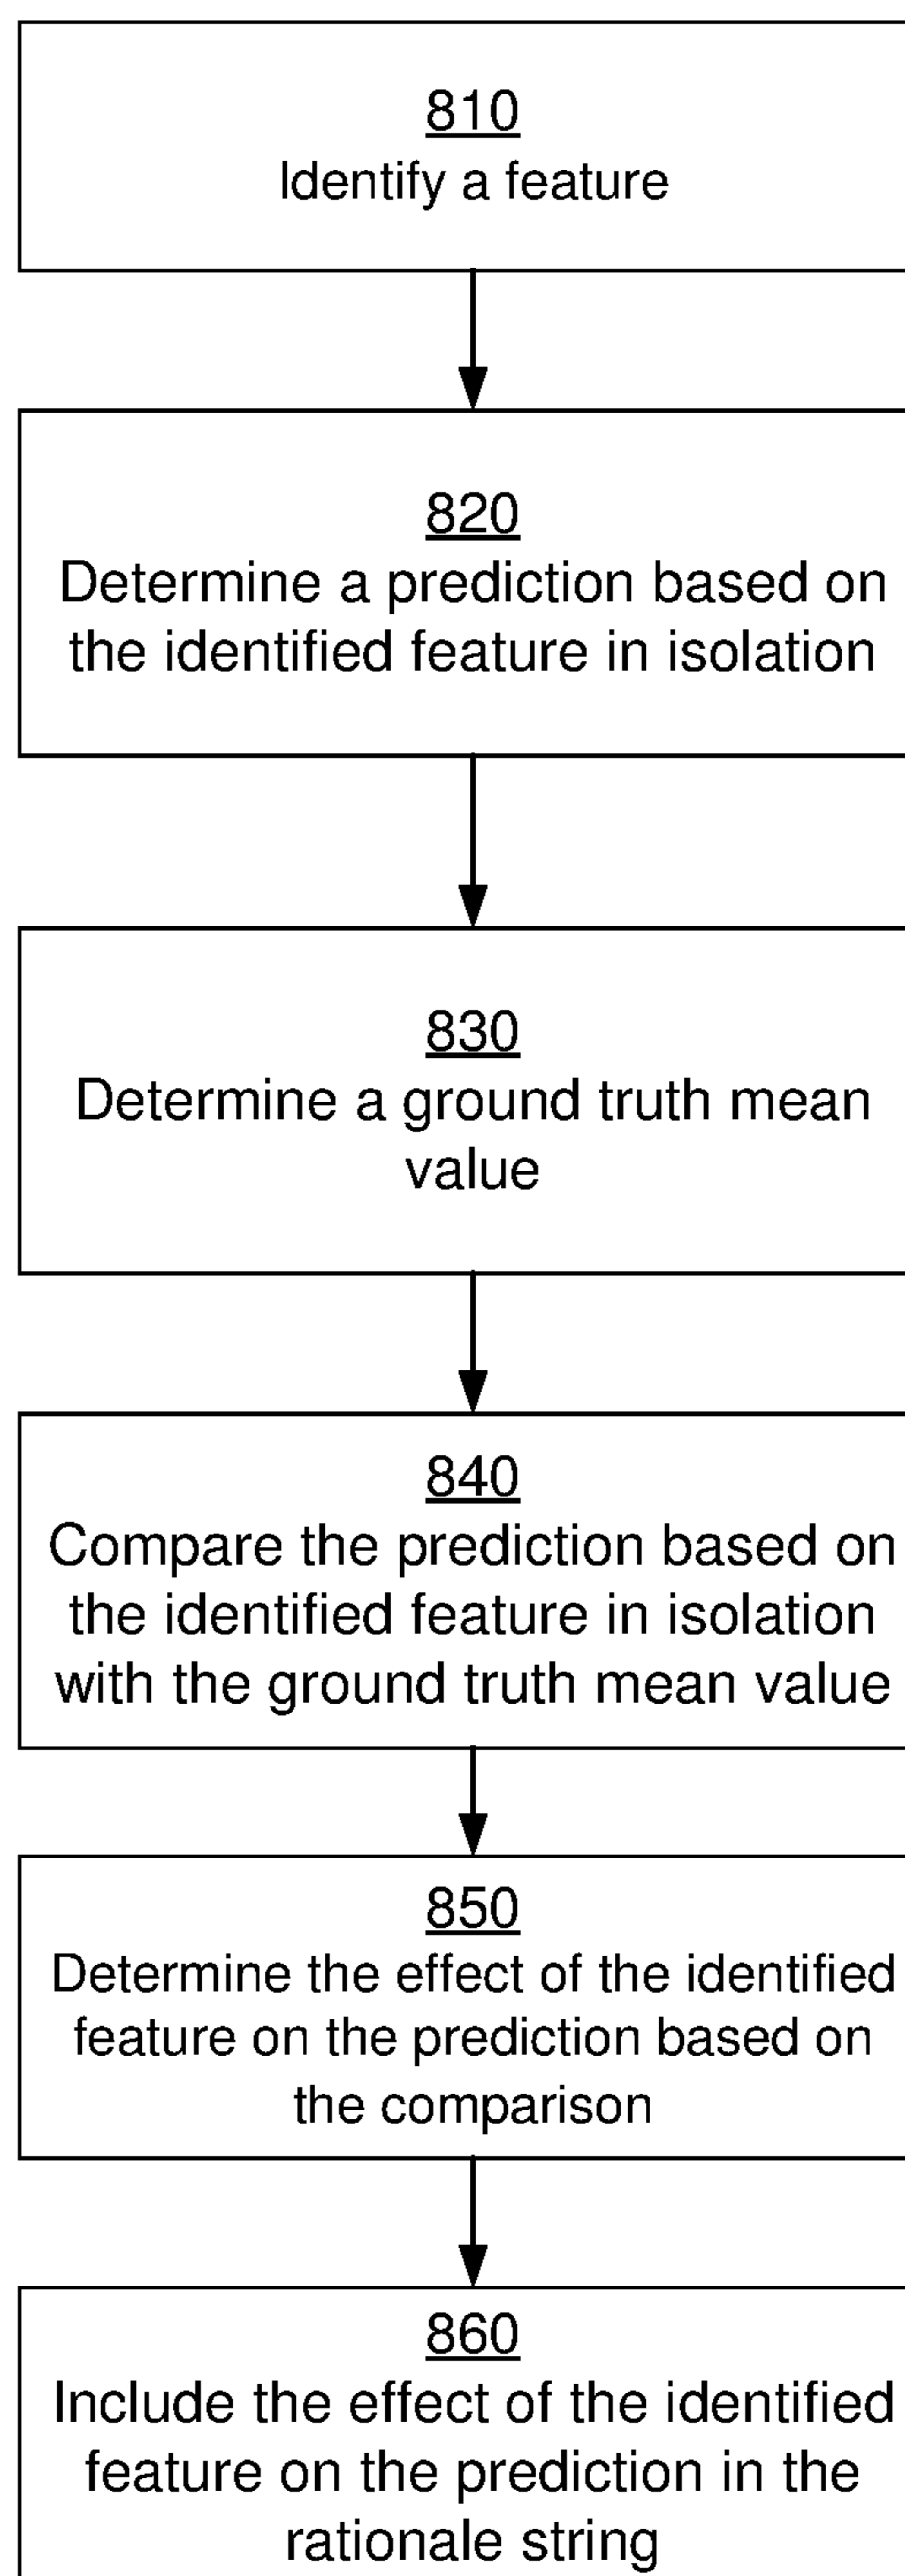 810
Identify a feature
820
Determine a prediction based on
the identified feature in isolation
830
Determine a ground truth mean
value
840
Compare the prediction based on
the identified feature in isolation
with the ground truth mean value
850
Determine the effect of the identified
feature on the prediction based on
the comparison
860
Include the effect of the identified
feature on the prediction in the
rationale string